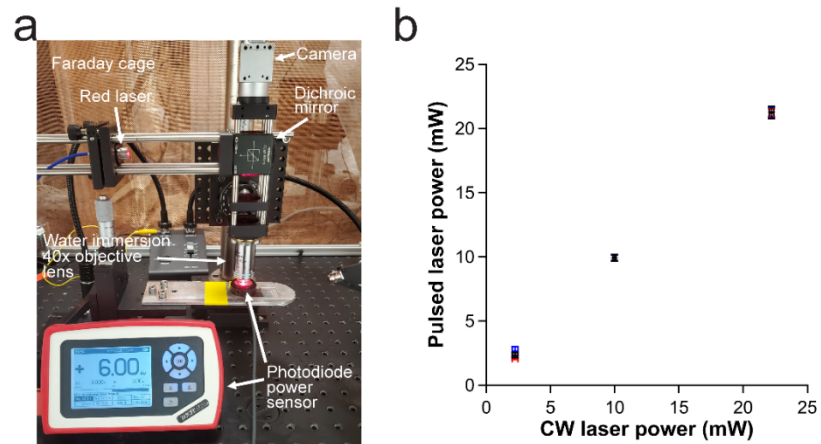 a
Faraday cage
Camera
Red laser
Dichroic
mirror
Water immersion
40x objective
lens
+ 6.00
Photodiode
power
sensor
b
Pulsed laser power (mW)
25
20
15
10
5
0
0 5 10 15 20 25
CW laser power (mW)